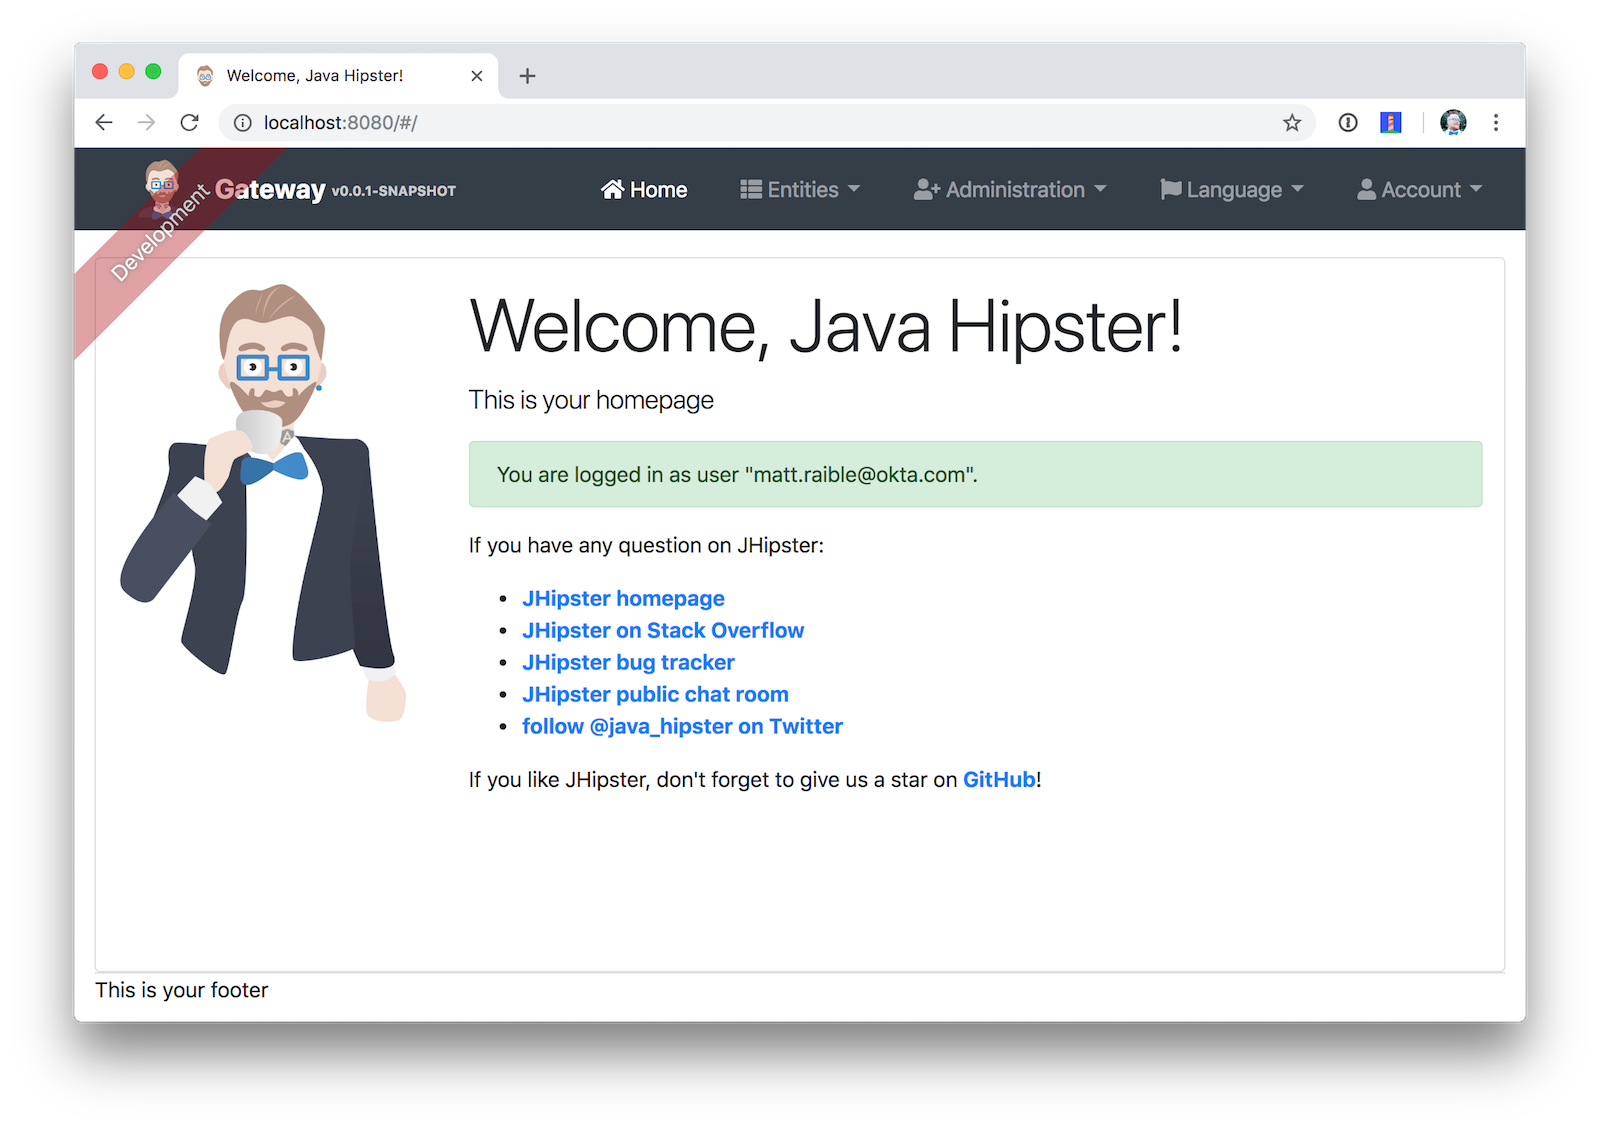 Welcome, Java Hipster!
localhost:8080/#/
Development
Gateway v0.0.1-SNAPSHOT
Home
Entities
Administration
Language
Account
A
Welcome, Java Hipster!
This is your homepage
You are logged in as user "matt.raible@okta.com".
If you have any question on JHipster:
JHipster homepage
JHipster on Stack Overflow
JHipster bug tracker
JHipster public chat room
follow @java_hipster on Twitter
If you like JHipster, don't forget to give us a star on GitHub!
This is your footer